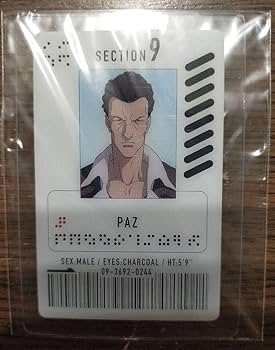 SECTION 9
PAZ
SEX:MALE / EYES:CHARCOAL / HT:5'9"
09-3692-0244